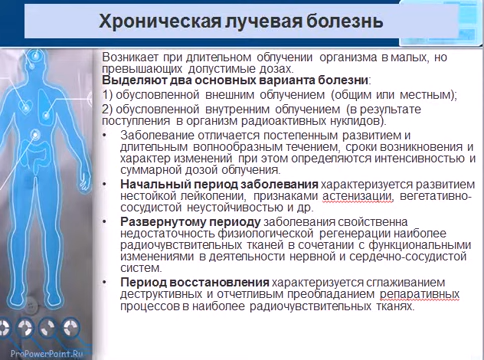 Хроническая лучевая болезнь
Возникает при длительном облучении организма в малых, но
превышающих допустимые дозах.
Выделяют два основных варианта болезни:
1) обусловленной внешним облучением (общим или местным);
2) обусловленной внутренним облучением (в результате
поступления в организм радиоактивных нуклидов).
• Заболевание отличается постепенным развитием и
длительным волнообразным течением, сроки возникновения и
характер изменений при этом определяются интенсивностью и
суммарной дозой облучения.
• Начальный период заболевания характеризуется развитием
нестойкой лейкопении, признаками астенизации, вегетативно-
сосудистой неустойчивостью и др.
• Развернутому периоду заболевания свойственна
недостаточность физиологической регенерации наиболее
радиочувствительных тканей в сочетании с функциональными
изменениями в деятельности нервной и сердечно-сосудистой
систем.
• Период восстановления характеризуется сглаживанием
деструктивных и отчетливым преобладанием репаративных
процессов в наиболее радиочувствительных тканях.
ProPowerPoint.Ru